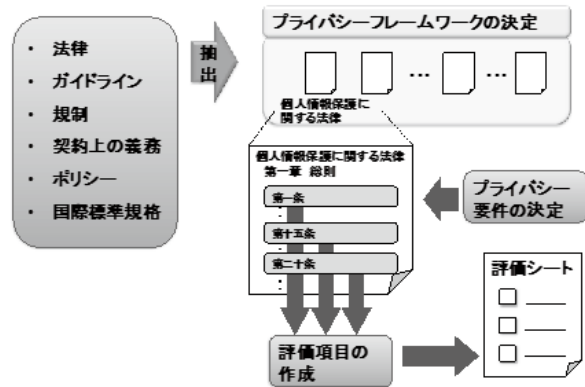 ・ 法律
・ ガイドライン
・ 規制
・ 契約上の義務
・ ポリシー
・ 国際標準規格
抽
出
プライバシーフレームワークの決定
… …
個人情報保護に
関する法律
個人情報保護に関する法律
第一章 総則
第一条
第十五条
第二十条
プライバシー
要件の決定
評価項目の
作成
評価シート